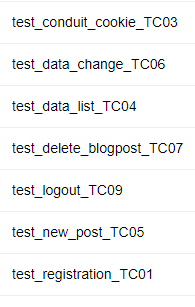 test_conduit_cookie_TC03
test_data_change_TC06
test_data_list_TC04
test_delete_blogpost_TC07
test_logout_TC09
test_new_post_TC05
test_registration_TC01